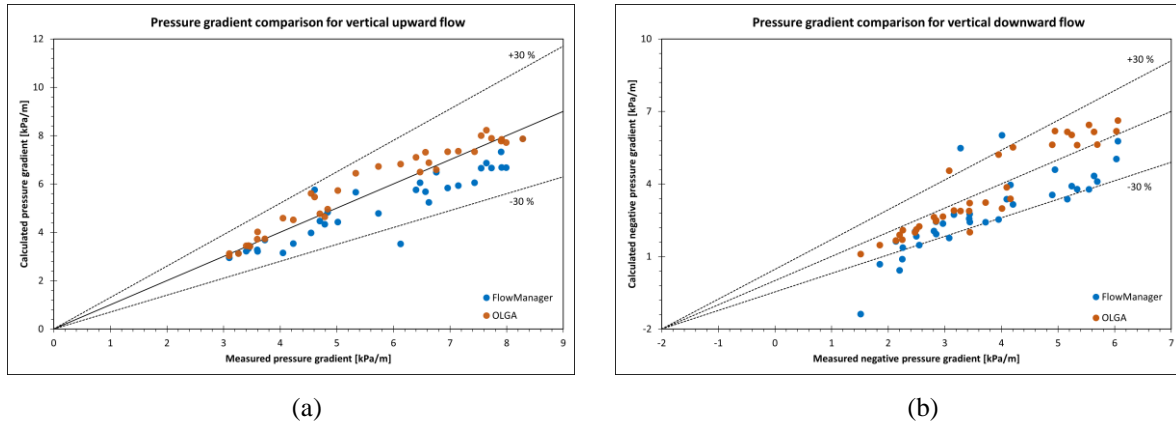 Pressure gradient comparison for vertical upward flow
12
10
8
6
4
2
0
Calculated pressure gradient [kPa/m]
+30 %
-30 %
FlowManager
OLGA
0 1 2 3 4 5 6 7 8 9
Measured pressure gradient [kPa/m]
(a)
Pressure gradient comparison for vertical downward flow
10
7
4
1
-2
Calculated negative pressure gradient [kPa/m]
+30 %
-30 %
FlowManager
OLGA
-2 -1 0 1 2 3 4 5 6 7
Measured negative pressure gradient [kPa/m]
(b)